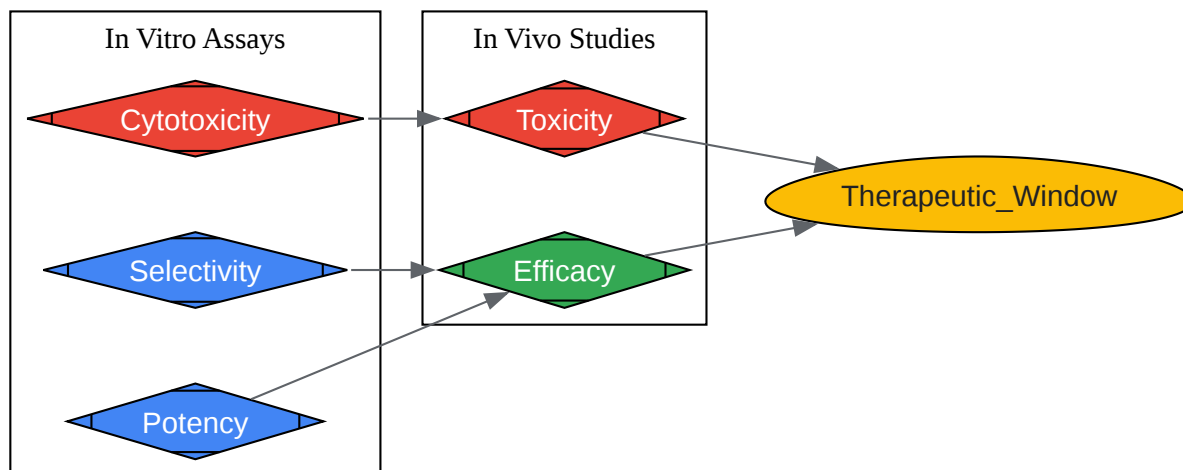 In Vitro Assays
In Vivo Studies
Cytotoxicity
Toxicity
Therapeutic_Window
Selectivity
Efficacy
Potency